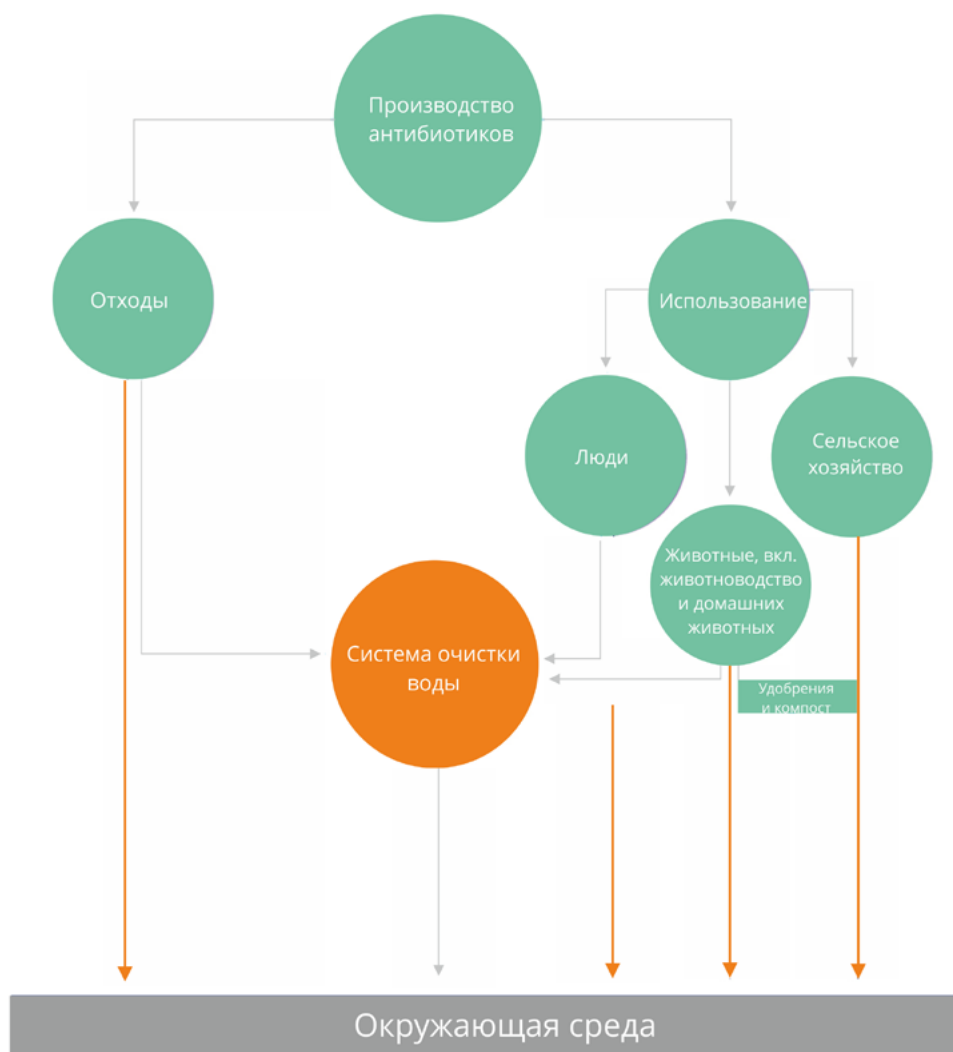 Производство
антибиотиков
Отходы
Использование
Люди
Сельское
хозяйство
Животные, вкл.
животноводство
и домашних
животных
Система очистки
воды
Удобрения
и компост
Окружающая среда